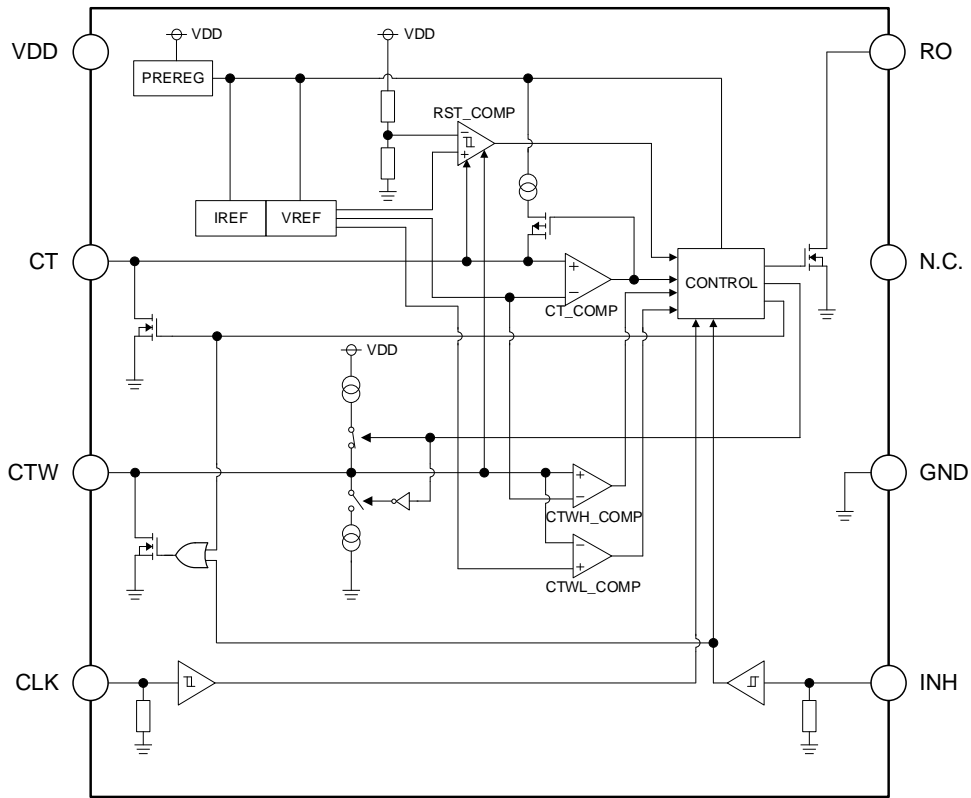 VDD
VDD
VDD
RO
PREREG
RST_COMP
IREF
VREF
CT
N.C.
CONTROL
CT_COMP
VDD
CTW
GND
CTWH_COMP
CTWL_COMP
CLK
INH